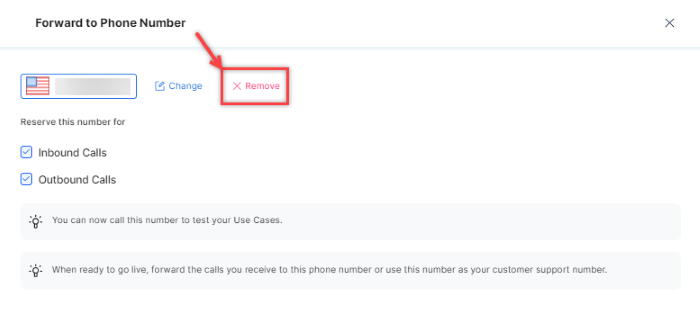 Forward to Phone Number
Change
Remove
Reserve this number for
Inbound Calls
Outbound Calls
You can now call this number to test your Use Cases.
When ready to go live, forward the calls you receive to this phone number or use this number as your customer support number.